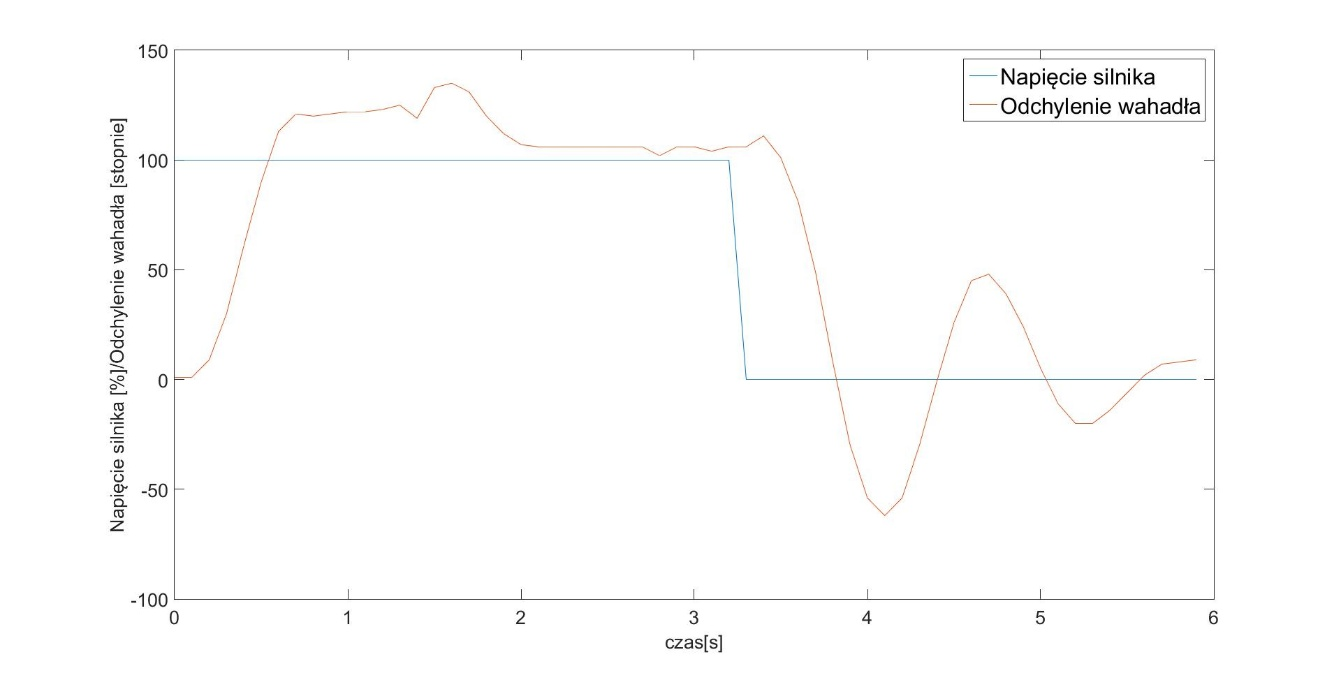 150
100
50
0
-50
-100
0 1 2 3 4 5 6
czas[s]
Napięcie silnika [%]/Odchylenie wahadła [stopnie]
Napięcie silnika
Odchylenie wahadła